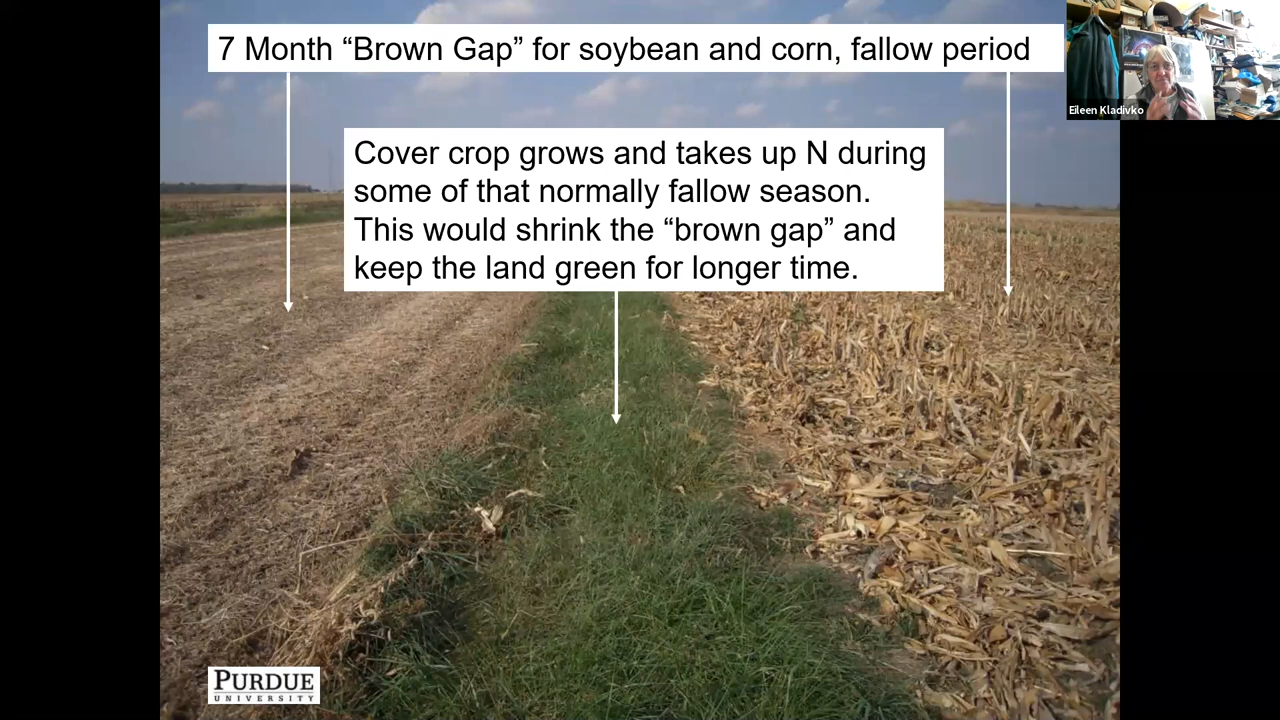 7 Month “Brown Gap” for soybean and corn, fallow period
Eileen Kladivko
Cover crop grows and takes up N during
some of that normally fallow season.
This would shrink the “brown gap” and
keep the land green for longer time.
PURDUE
UNIVERSITY